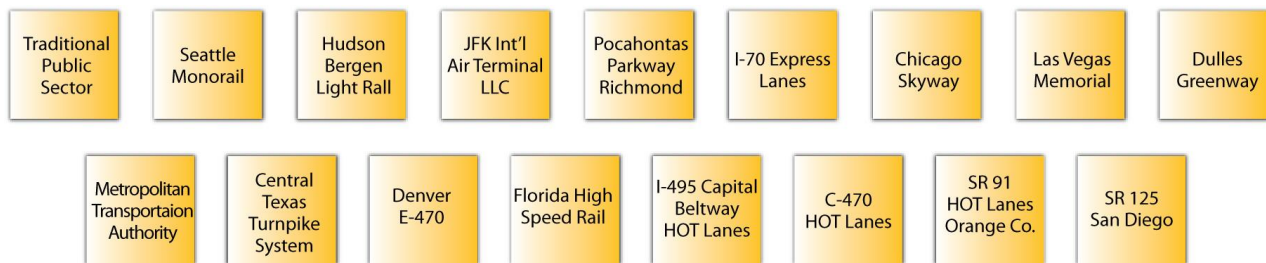 Traditional
Public
Sector
Seattle
Monorail
Hudson
Bergen
Light Rall
JFK Int'l
Air Terminal
LLC
Pocahontas
Parkway
Richmond
I-70 Express
Lanes
Chicago
Skyway
Las Vegas
Memorial
Dulles
Greenway
Metropolitan
Transportaion
Authority
Central
Texas
Turnpike
System
Denver
E-470
Florida High
Speed Rail
I-495 Capital
Beltway
HOT Lanes
C-470
HOT Lanes
SR 91
HOT Lanes
Orange Co.
SR 125
San Diego